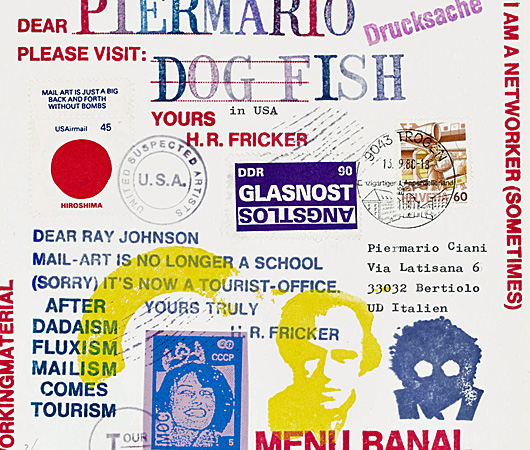 DEAR PIERMARIO
Drucksache
PLEASE VISIT:
DOG FISH
in USA
YOURS
H.R. FRICKER
I AM A NETWORKER (SOMETIMES)
MAIL ART IS JUST A BIG
BACK AND FORTH
WITHOUT BOMBS
USAirmail 45
HIROSHIMA
UNITED SUSPECTED ARTISTS
U.S.A.
DDR 90
GLASNOST
ANGSTLOS
9043 TROGEN
HELVETIA 60
DEAR RAY JOHNSON
MAIL-ART IS NO LONGER A SCHOOL
(SORRY) IT'S NOW A TOURIST-OFFICE.
YOURS TRULY
H.R. FRICKER
Piermario Ciani
Via Latisana 6
33032 Bertiolo
UD Italien
AFTER
DADAISM
FLUXISM
MAILISM
COMES
TOURISM
CCCP
5
TOUR
MENU BANAL
ORKINGMATERIAL